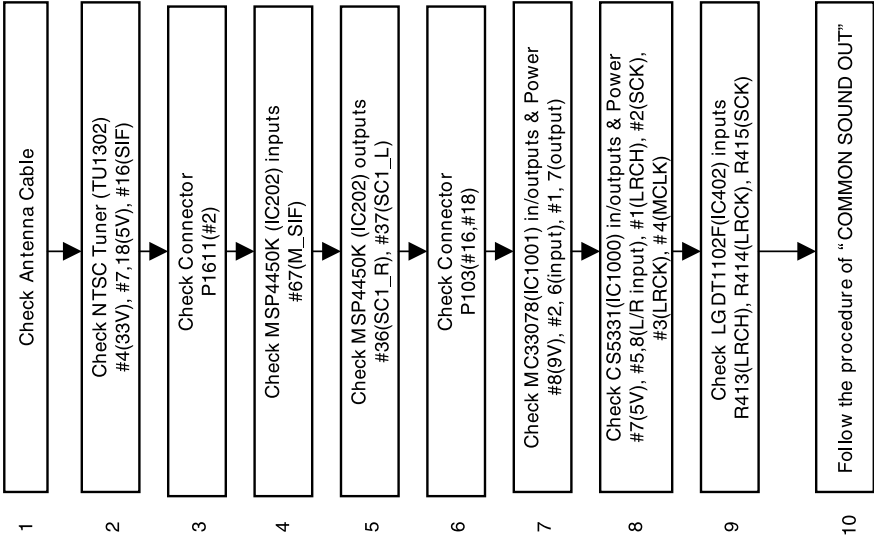 1
Check Antenna Cable
2
Check NTSC Tuner (TU1302)
#4(33V), #7,18(5V), #16(SIF)
3
Check Connector
P1611(#2)
4
Check MSP4450K (IC202) inputs
#67(M_SIF)
5
Check MSP4450K (IC202) outputs
#36(SC1_R), #37(SC1_L)
6
Check Connector
P103(#16,#18)
7
Check MC33078(IC1001) in/outputs & Power
#8(9V), #2, 6(input), #1, 7(output)
8
Check CS5331(IC1000) in/outputs & Power
#7(5V), #5,8(L/R input), #1(LRCH), #2(SCK),
#3(LRCK), #4(MCLK)
9
Check LGDT1102F(IC402) inputs
R413(LRCH), R414(LRCK), R415(SCK)
10
Follow the procedure of “COMMON SOUND OUT”